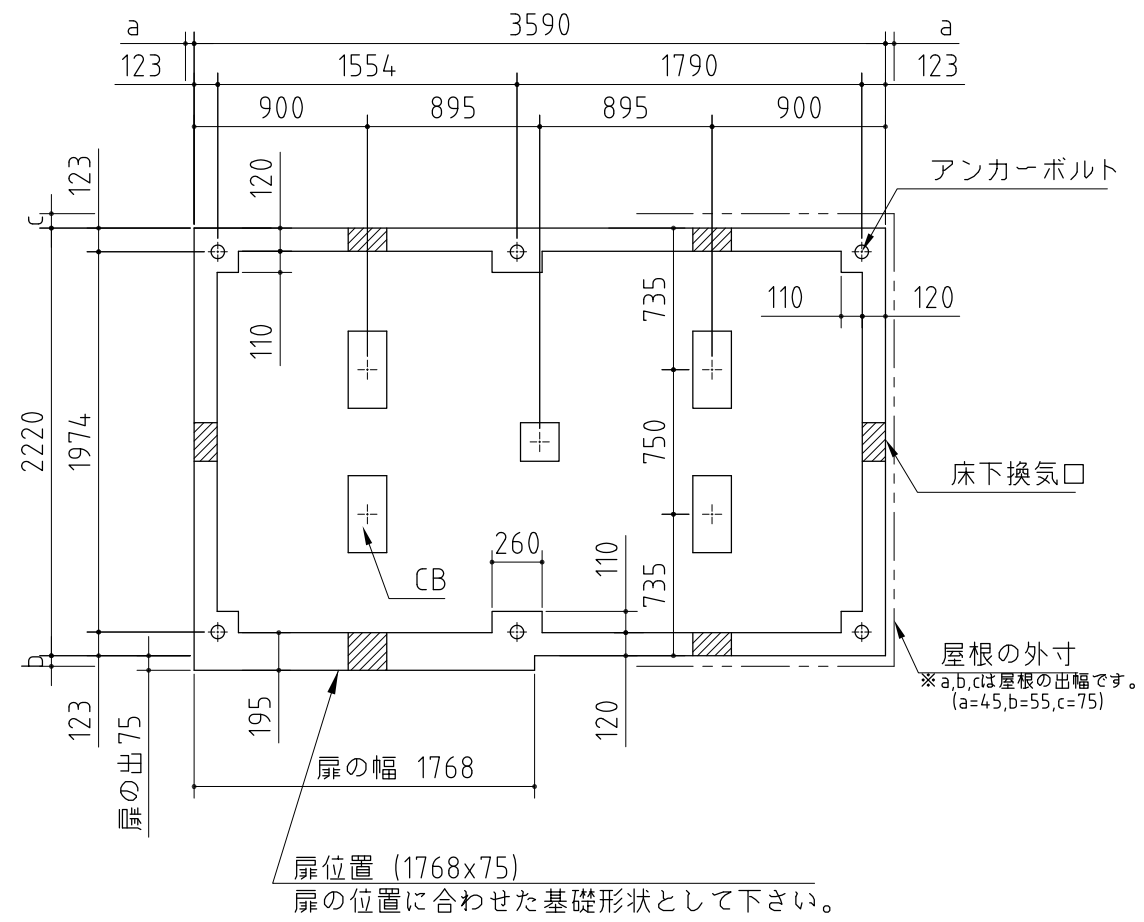 a
3590
a
123
1554
1790
123
900
895
895
900
123
120
アンカーボルト
c
735
110
120
110
2220
1974
750
床下換気口
260
110
CB
735
b
屋根の外寸
※a,b,cは屋根の出幅です。
(a=45,b=55,c=75)
123
扉の出 75
195
120
扉の幅 1768
扉位置 (1768x75)
扉の位置に合わせた基礎形状として下さい。